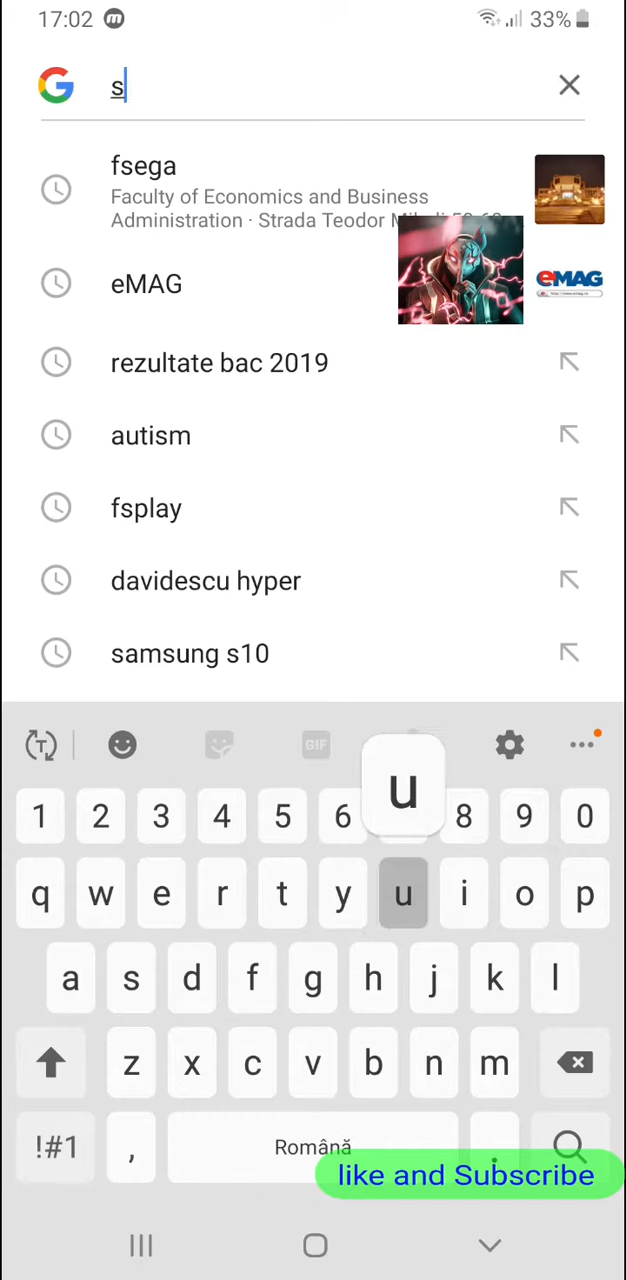 17:02 33%
s
fsega
Faculty of Economics and Business
Administration · Strada Teodor
eMAG
eMAG
rezultate bac 2019
autism
fsplay
davidescu hyper
samsung s10
GIF
u
1 2 3 4 5 6 8 9 0
q w e r t y u i o p
a s d f g h j k l
z x c v b n m
!#1 , Română .
like and Subscribe